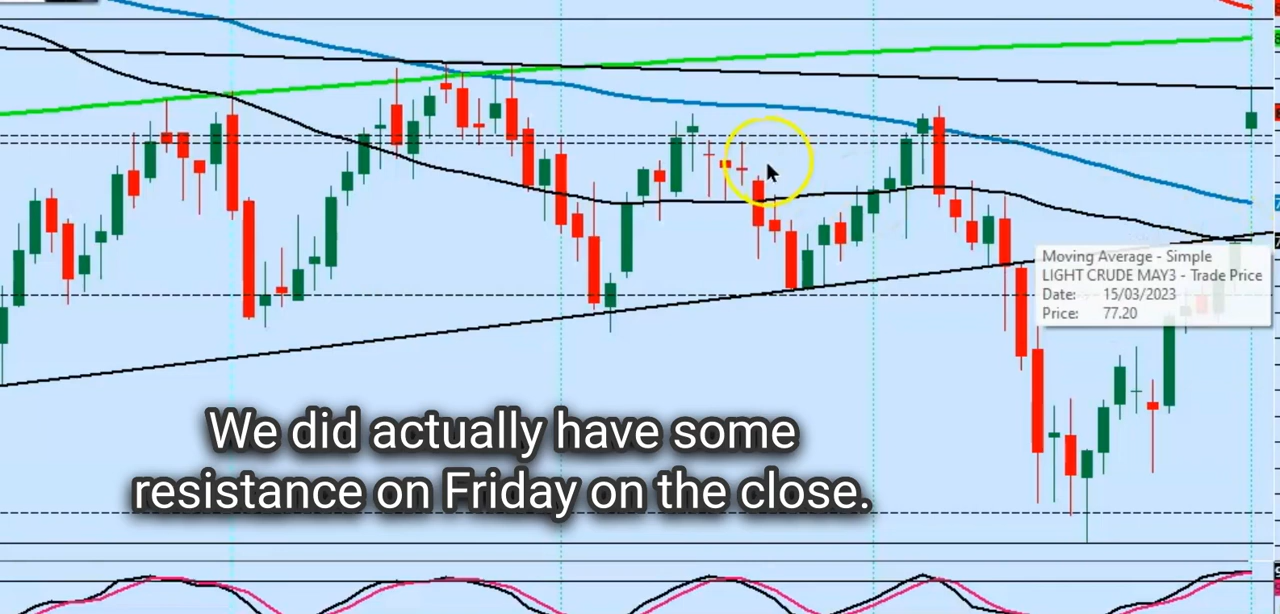 Moving Average - Simple
LIGHT CRUDE MAY3 - Trade Price
Date: 15/03/2023
Price: 77.20
We did actually have some
resistance on Friday on the close.